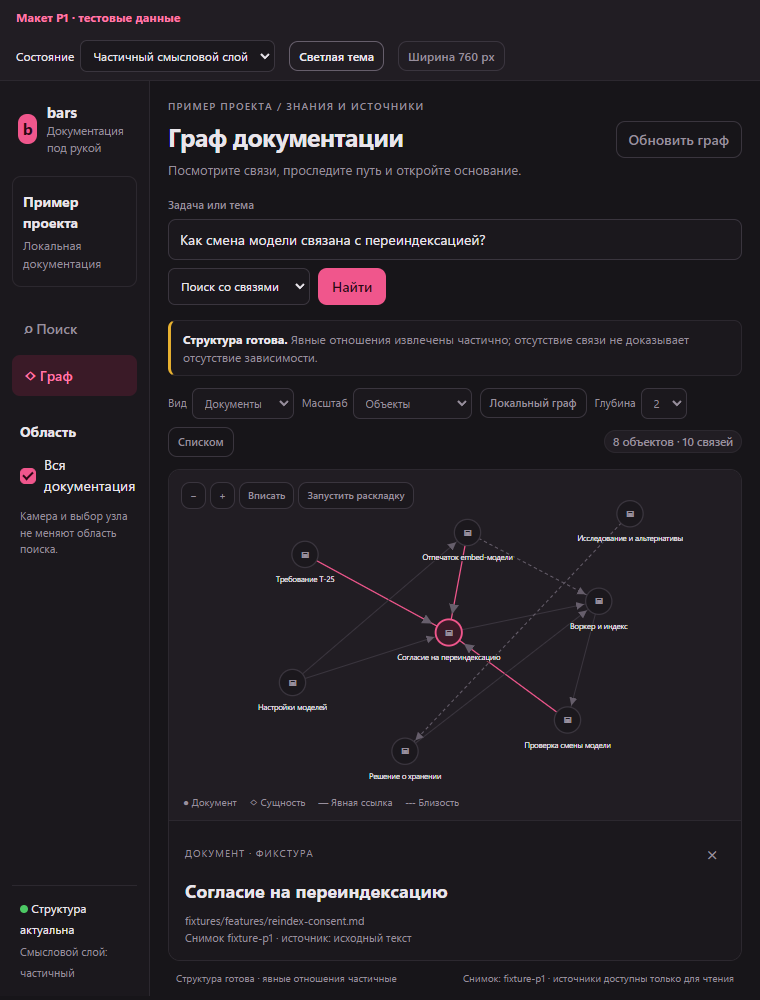 Макет P1 · тестовые данные
Состояние Частичный смысловой слой Светлая тема Ширина 760 px
b bars
Документация
под рукой
Пример
проекта
Локальная
документация
Поиск
Граф
Область
Вся
документация
Камера и выбор узла
не меняют область
поиска.
Структура
актуальна
Смысловой слой:
частичный
ПРИМЕР ПРОЕКТА / ЗНАНИЯ И ИСТОЧНИКИ
Граф документации
Обновить граф
Посмотрите связи, проследите путь и откройте основание.
Задача или тема
Как смена модели связана с переиндексацией?
Поиск со связями Найти
Структура готова. Явные отношения извлечены частично; отсутствие связи не доказывает
отсутствие зависимости.
Вид Документы Масштаб Объекты Локальный граф Глубина 2
Списком 8 объектов · 10 связей
− + Вписать Запустить раскладку
Исследование и альтернативы
Отпечаток embed-модели
Требование T-25
Воркер и индекс
Согласие на переиндексацию
Настройки моделей
Проверка смены модели
Решение о хранении
● Документ ◇ Сущность — Явная ссылка --- Близость
ДОКУМЕНТ · ФИКСТУРА ×
Согласие на переиндексацию
fixtures/features/reindex-consent.md
Снимок fixture-p1 · источник: исходный текст
Структура готова · явные отношения частичные Снимок: fixture-p1 · источники доступны только для чтения